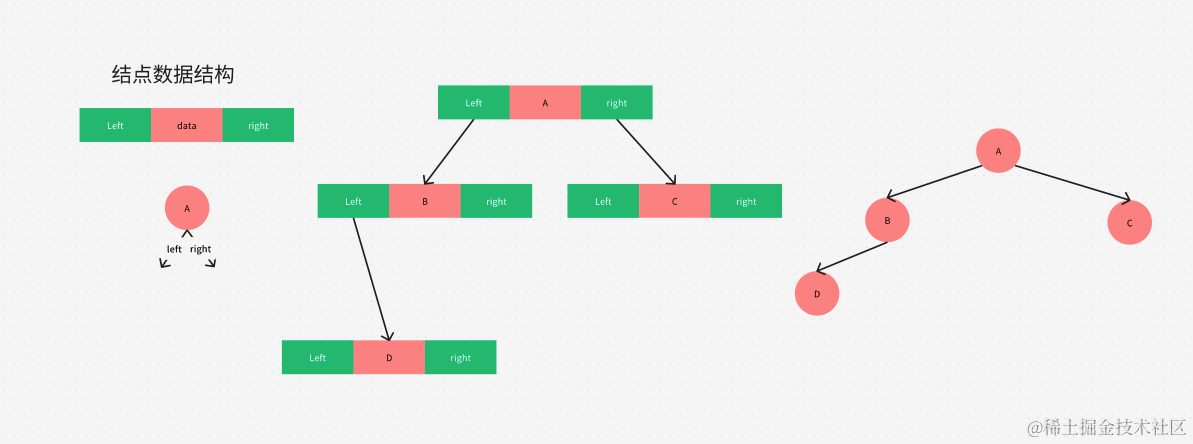 结点数据结构
Left data right
A
left right
Left A right
Left B right
Left C right
Left D right
A
B
C
D
@稀土掘金技术社区